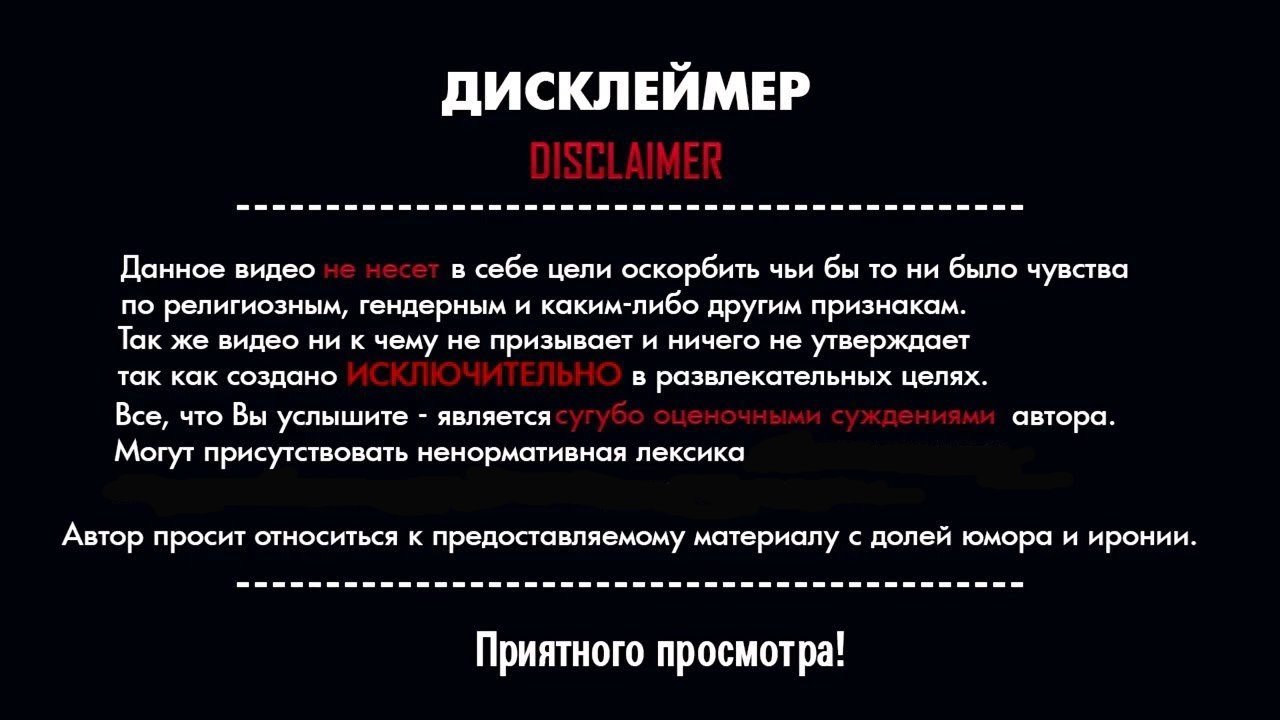 ДИСКЛЕЙМЕР
DISCLAIMER
--------------------------------------------
Данное видео не несет в себе цели оскорбить чьи бы то ни было чувства
по религиозным, гендерным и каким-либо другим признакам.
Так же видео ни к чему не призывает и ничего не утверждает
так как создано ИСКЛЮЧИТЕЛЬНО в развлекательных целях.
Все, что Вы услышите - является сугубо оценочными суждениями автора.
Могут присутствовать ненормативная лексика
Автор просит относиться к предоставляемому материалу с долей юмора и иронии.
--------------------------------------------
Приятного просмотра!